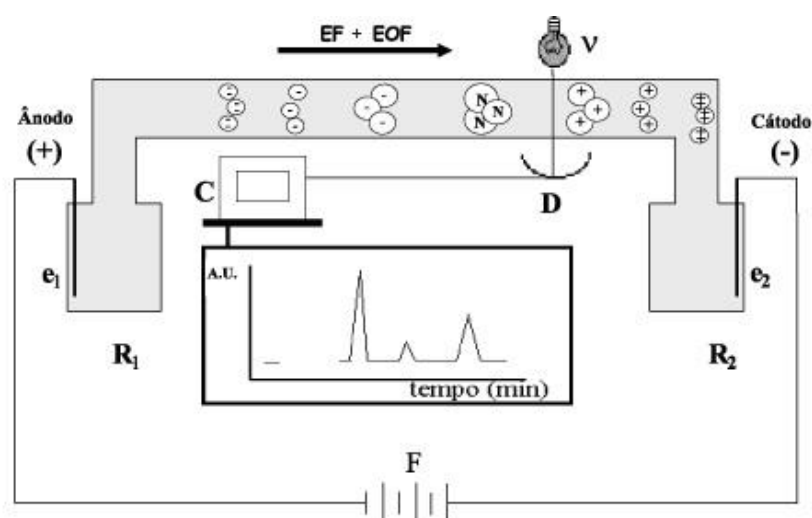 EF + EOF
ν
Ânodo
(+)
- - - N N N + + + + + +
Cátodo
(-)
C
D
e1
e2
A.U.
R1
R2
tempo (min)
F